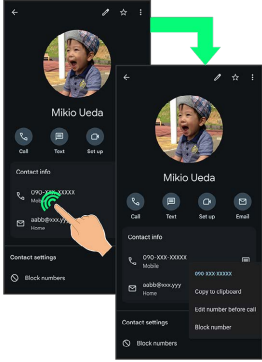 Mikio Ueda
Call
Text
Set up
Contact info
090-XXX-XXXXX
Mobile
aabb@xxx.yyy
Home
Contact settings
Block numbers
Mikio Ueda
Call
Text
Set up
Email
Contact info
090-XXX-XXXXX
Mobile
aabb@xxx.yyy
Home
Contact settings
Block numbers
090 XXX XXXXX
Copy to clipboard
Edit number before call
Block number